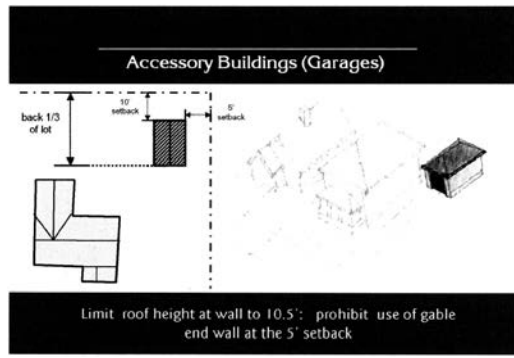 Accessory Buildings (Garages)
10'
setback
5'
setback
back 1/3
of lot
Limit roof height at wall to 10.5': prohibit use of gable
end wall at the 5' setback